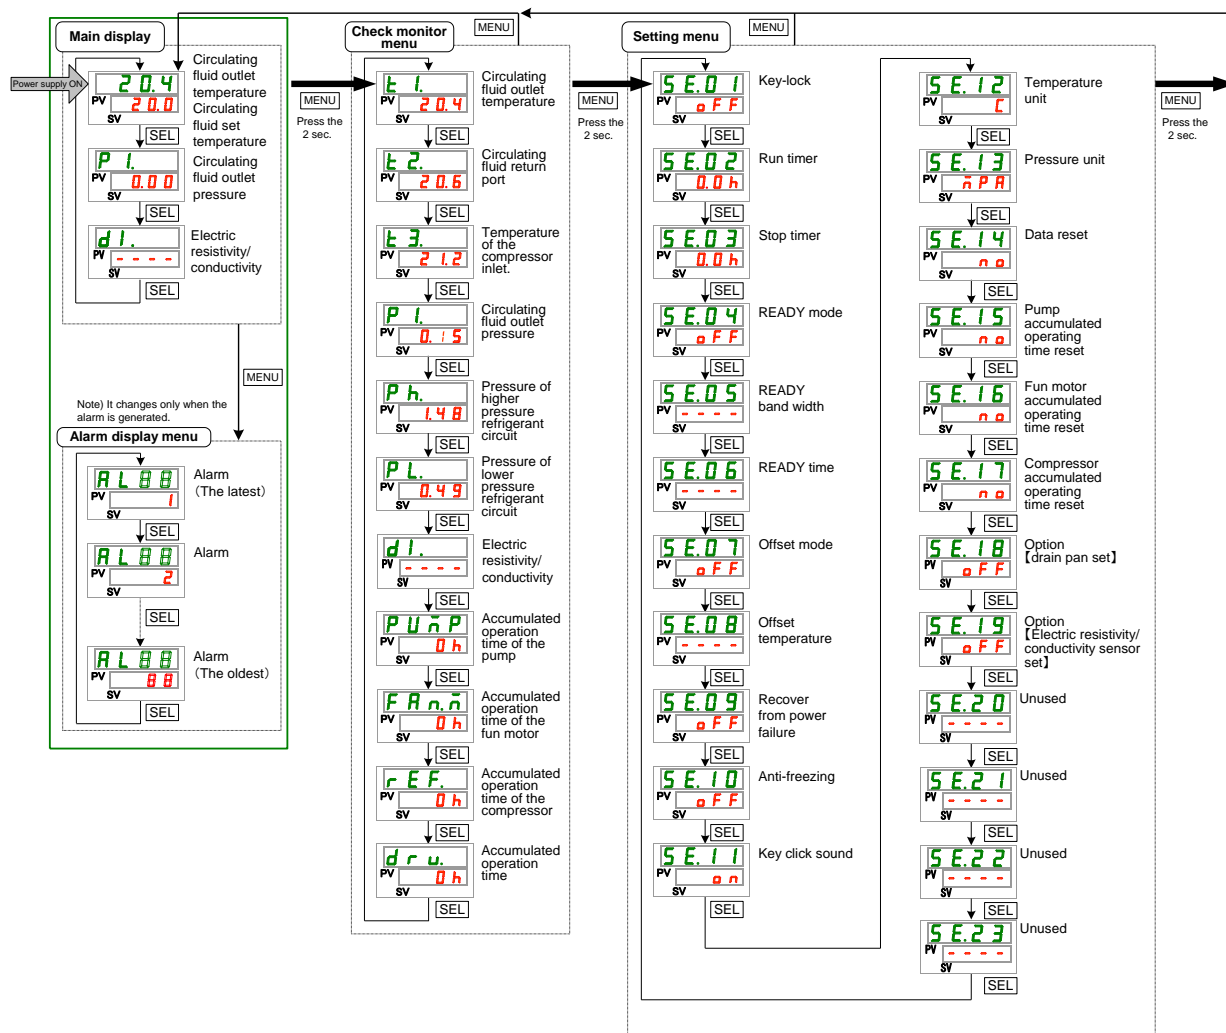 Main display
Power supply ON
20.4
PV
20.0
SV
Circulating
fluid outlet
temperature
Circulating
fluid set
temperature
SEL
P 1.
PV
0.00
SV
Circulating
fluid outlet
pressure
SEL
d1.
PV
- - - -
SV
Electric
resistivity/
conductivity
SEL
MENU
Note) It changes only when the
alarm is generated.
Alarm display menu
AL88
PV
1
SV
Alarm
(The latest)
SEL
AL88
PV
2
SV
Alarm
SEL
AL88
PV
88
SV
Alarm
(The oldest)
SEL
MENU
Press the
2 sec.
Check monitor
menu
MENU
t 1.
PV
20.4
SV
Circulating
fluid outlet
temperature
SEL
t 2.
PV
20.6
SV
Circulating
fluid return
port
SEL
t 3.
PV
21.2
SV
Temperature
of the
compressor
inlet.
SEL
P 1.
PV
0.15
SV
Circulating
fluid outlet
pressure
SEL
Ph.
PV
1.48
SV
Pressure of
higher
pressure
refrigerant
circuit
SEL
PL.
PV
0.49
SV
Pressure of
lower
pressure
refrigerant
circuit
SEL
d1.
PV
- - - -
SV
Electric
resistivity/
conductivity
SEL
PUmP
PV
0h
SV
Accumulated
operation
time of the
pump
SEL
FAn.m
PV
0h
SV
Accumulated
operation
time of the
fun motor
SEL
rEF.
PV
0h
SV
Accumulated
operation
time of the
compressor
SEL
dru.
PV
0h
SV
Accumulated
operation
time
SEL
MENU
Press the
2 sec.
Setting menu
MENU
SE.01
PV
oFF
SV
Key-lock
SEL
SE.02
PV
0.0h
SV
Run timer
SEL
SE.03
PV
0.0h
SV
Stop timer
SEL
SE.04
PV
oFF
SV
READY mode
SEL
SE.05
PV
- - - -
SV
READY
band width
SEL
SE.06
PV
- - - -
SV
READY time
SEL
SE.07
PV
oFF
SV
Offset mode
SEL
SE.08
PV
- - - -
SV
Offset
temperature
SEL
SE.09
PV
oFF
SV
Recover
from power
failure
SEL
SE.10
PV
oFF
SV
Anti-freezing
SEL
SE.11
PV
on
SV
Key click sound
SEL
SE.12
PV
C
SV
Temperature
unit
SEL
SE.13
PV
mPA
SV
Pressure unit
SEL
SE.14
PV
no
SV
Data reset
SEL
SE.15
PV
no
SV
Pump
accumulated
operating
time reset
SEL
SE.16
PV
no
SV
Fun motor
accumulated
operating
time reset
SEL
SE.17
PV
no
SV
Compressor
accumulated
operating
time reset
SEL
SE.18
PV
oFF
SV
Option
【drain pan set】
SEL
SE.19
PV
oFF
SV
Option
【Electric resistivity/
conductivity sensor
set】
SEL
SE.20
PV
- - - -
SV
Unused
SEL
SE.21
PV
- - - -
SV
Unused
SEL
SE.22
PV
- - - -
SV
Unused
SEL
SE.23
PV
- - - -
SV
Unused
SEL
MENU
Press the
2 sec.